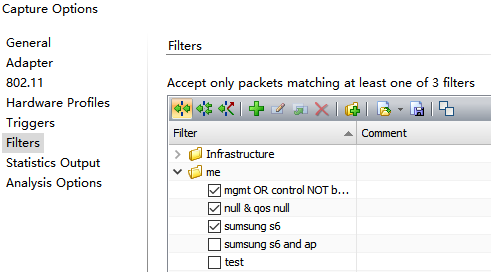 Capture Options
General
Adapter
802.11
Hardware Profiles
Triggers
Filters
Statistics Output
Analysis Options
Filters
Accept only packets matching at least one of 3 filters
Filter Comment
Infrastructure
me
mgmt OR control NOT b...
null & qos null
sumsung s6
sumsung s6 and ap
test